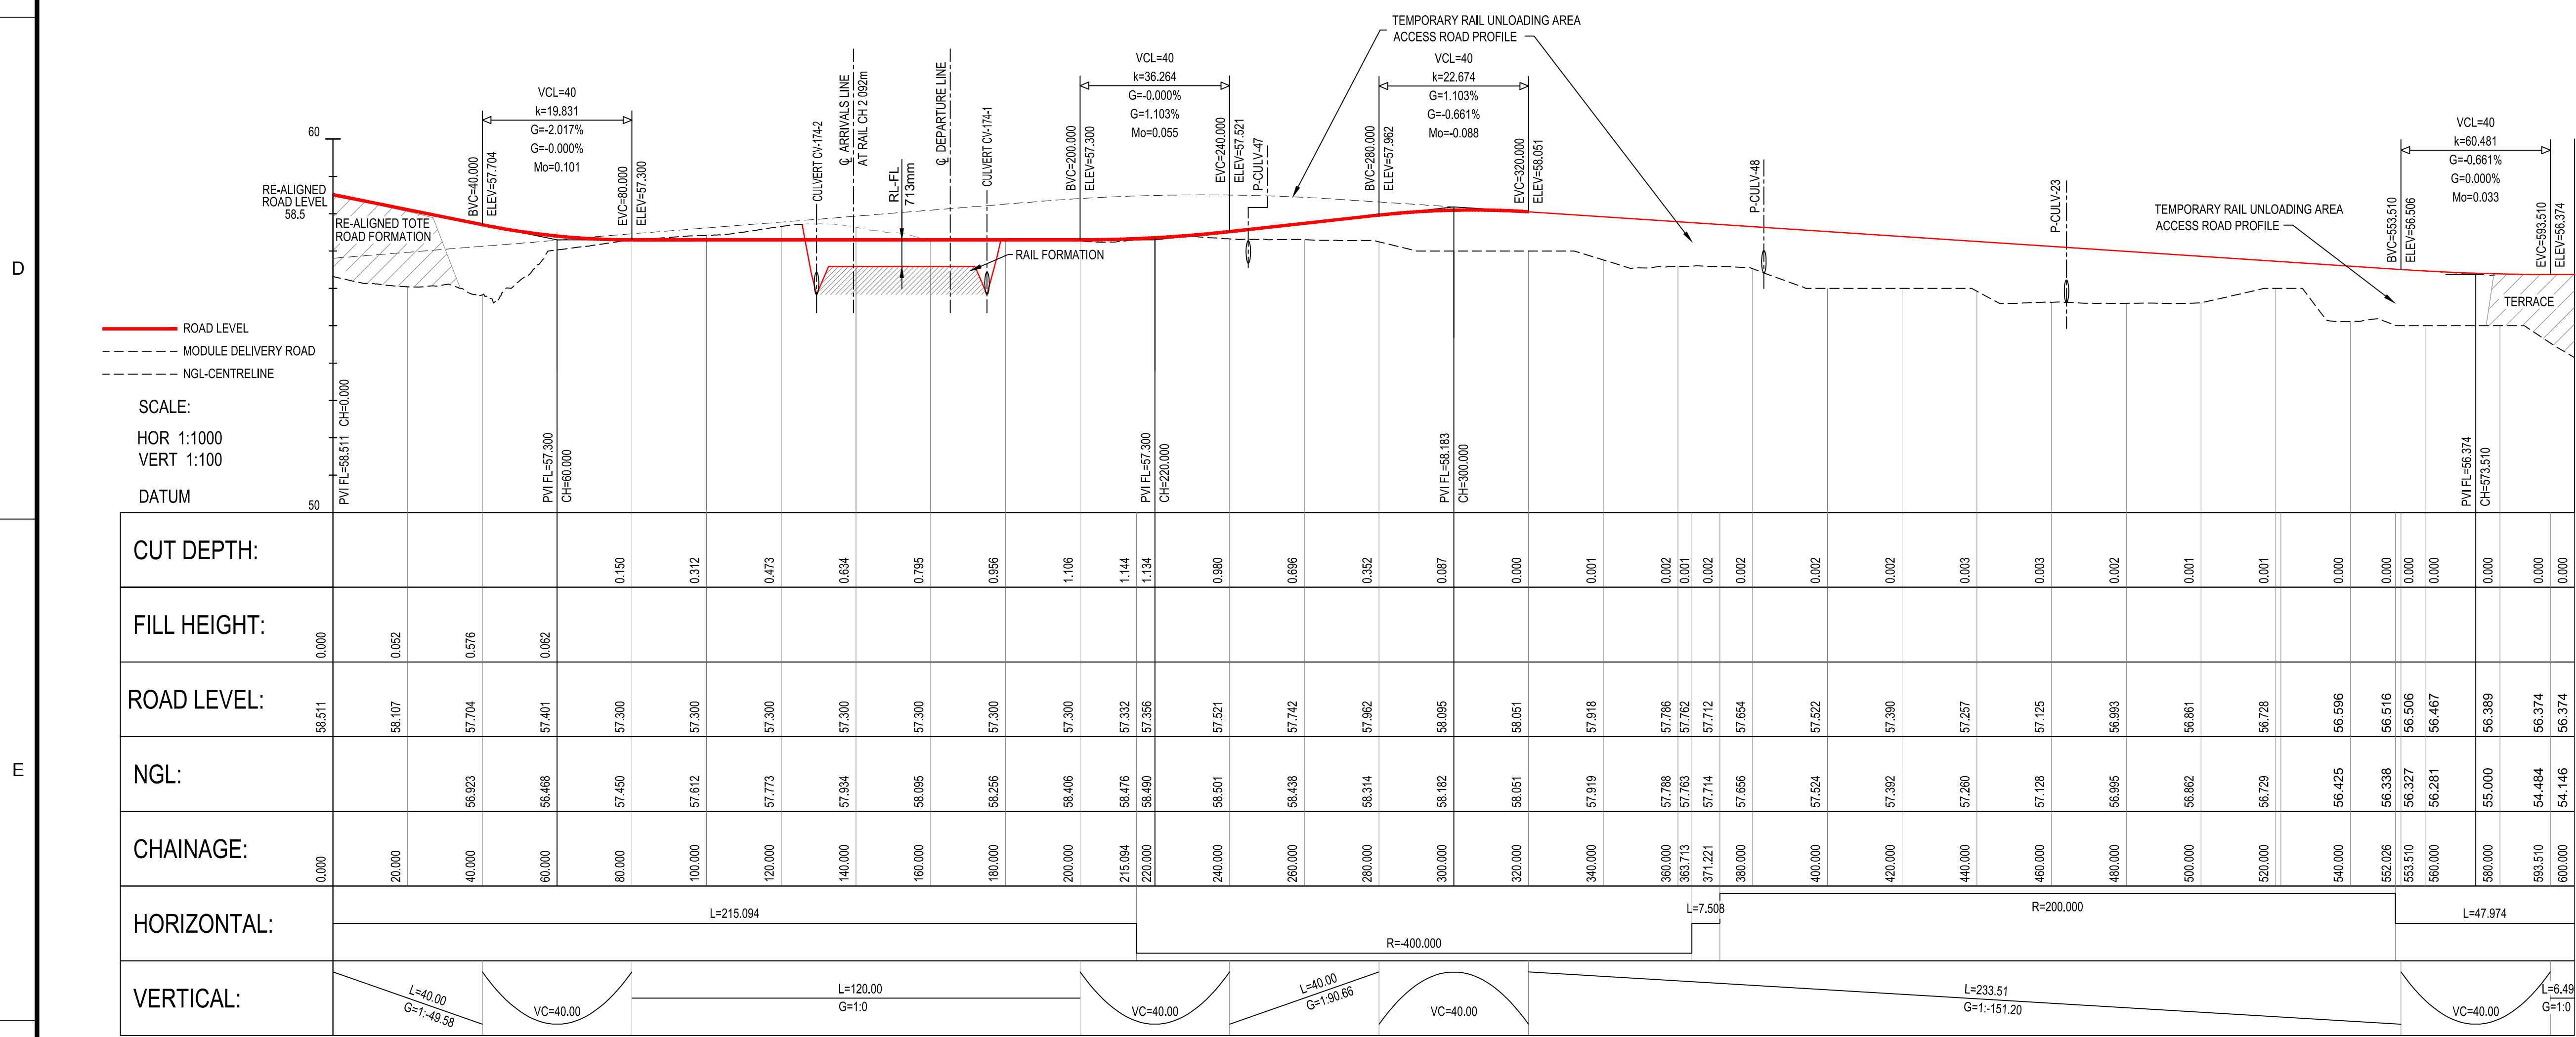 TEMPORARY RAIL UNLOADING AREA
ACCESS ROAD PROFILE
VCL=40
k=19.831
G=-2.017%
G=-0.000%
Mo=0.101
VCL=40
k=36.264
G=-0.000%
G=1.103%
Mo=0.055
VCL=40
k=22.674
G=1.103%
G=-0.661%
Mo=-0.088
VCL=40
k=60.481
G=-0.661%
G=0.000%
Mo=0.033
60
BVC=40.000
ELEV=57.704
EVC=80.000
ELEV=57.300
CULVERT CV-174-2
℄ ARRIVALS LINE
AT RAIL CH 2 092m
RL-FL
713mm
℄ DEPARTURE LINE
CULVERT CV-174-1
BVC=200.000
ELEV=57.300
EVC=240.000
ELEV=57.521
P-CULV-47
BVC=280.000
ELEV=57.962
EVC=320.000
ELEV=58.051
P-CULV-48
P-CULV-23
TEMPORARY RAIL UNLOADING AREA
ACCESS ROAD PROFILE
BVC=553.510
ELEV=56.506
EVC=593.510
ELEV=56.374
RE-ALIGNED
ROAD LEVEL
58.5
RE-ALIGNED TOTE
ROAD FORMATION
RAIL FORMATION
TERRACE
D
ROAD LEVEL
MODULE DELIVERY ROAD
NGL-CENTRELINE
SCALE:
HOR 1:1000
VERT 1:100
DATUM
50
PVI FL=58.511 CH=0.000
PVI FL=57.300
CH=60.000
PVI FL=57.300
CH=220.000
PVI FL=58.183
CH=300.000
PVI FL=56.374
CH=573.510
CUT DEPTH:
0.150 0.312 0.473 0.634 0.795 0.956 1.106 1.144 1.134 0.980 0.696 0.352 0.087 0.000 0.001 0.002 0.001 0.002 0.002 0.002 0.002 0.003 0.003 0.002 0.001 0.001 0.000 0.000 0.000 0.000 0.000 0.000 0.000
FILL HEIGHT:
0.000 0.052 0.576 0.062
ROAD LEVEL:
58.511 58.107 57.704 57.401 57.300 57.300 57.300 57.300 57.300 57.300 57.300 57.332 57.356 57.521 57.742 57.962 58.095 58.051 57.918 57.786 57.762 57.712 57.654 57.522 57.390 57.257 57.125 56.993 56.861 56.728 56.596 56.516 56.506 56.467 56.389 56.374 56.374
E
NGL:
56.923 56.468 57.450 57.612 57.773 57.934 58.095 58.256 58.406 58.476 58.490 58.501 58.438 58.314 58.182 58.051 57.919 57.788 57.763 57.714 57.656 57.524 57.392 57.260 57.128 56.995 56.862 56.729 56.425 56.338 56.327 56.281 55.000 54.484 54.146
CHAINAGE:
0.000 20.000 40.000 60.000 80.000 100.000 120.000 140.000 160.000 180.000 200.000 215.094 220.000 240.000 260.000 280.000 300.000 320.000 340.000 360.000 363.713 371.221 380.000 400.000 420.000 440.000 460.000 480.000 500.000 520.000 540.000 552.026 553.510 560.000 580.000 593.510 600.000
HORIZONTAL:
L=215.094
R=-400.000
L=7.508
R=200.000
L=47.974
VERTICAL:
L=40.00
G=1:-49.58
VC=40.00
L=120.00
G=1:0
VC=40.00
L=40.00
G=1:90.66
VC=40.00
L=233.51
G=1:-151.20
VC=40.00
L=6.49
G=1:0